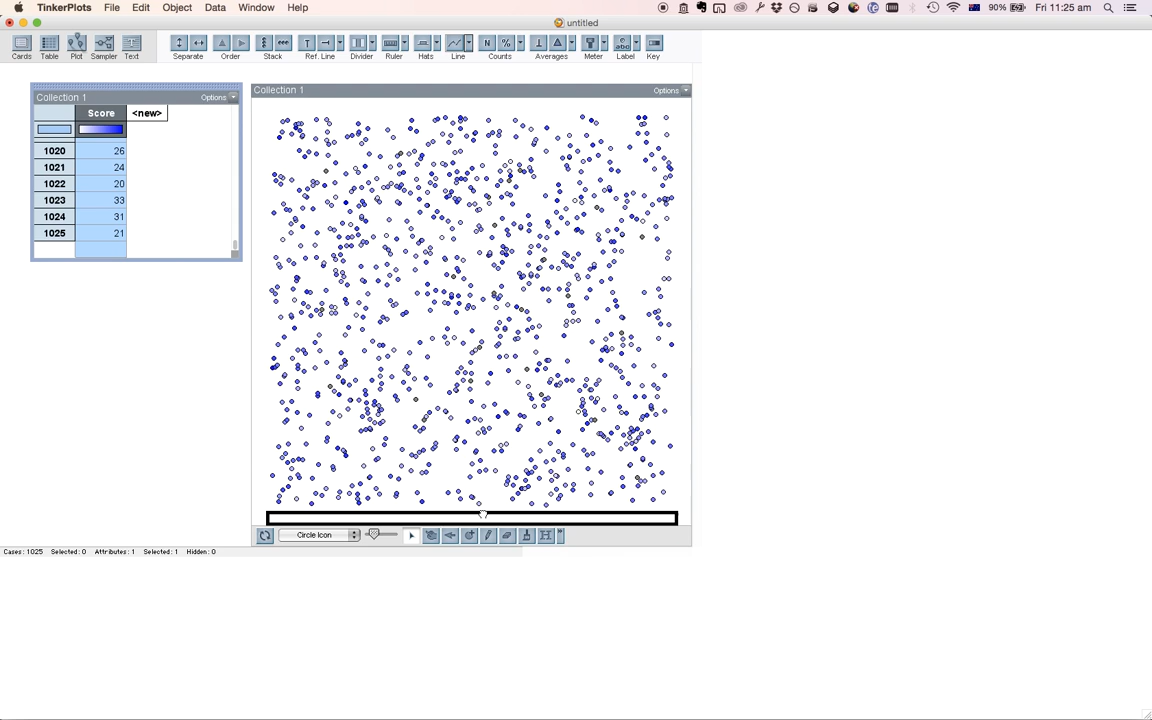 TinkerPlots File Edit Object Data Window Help 90% Fri 11:25 am
untitled
Cards Table Plot Sampler Text Separate Order Stack Ref. Line Divider Ruler Hats Line Counts Averages Meter Label Key
Collection 1 Options
Score <new>
1020 26
1021 24
1022 20
1023 33
1024 31
1025 21
Collection 1 Options
Circle Icon
Cases: 1025 Selected: 0 Attributes: 1 Selected: 1 Hidden: 0